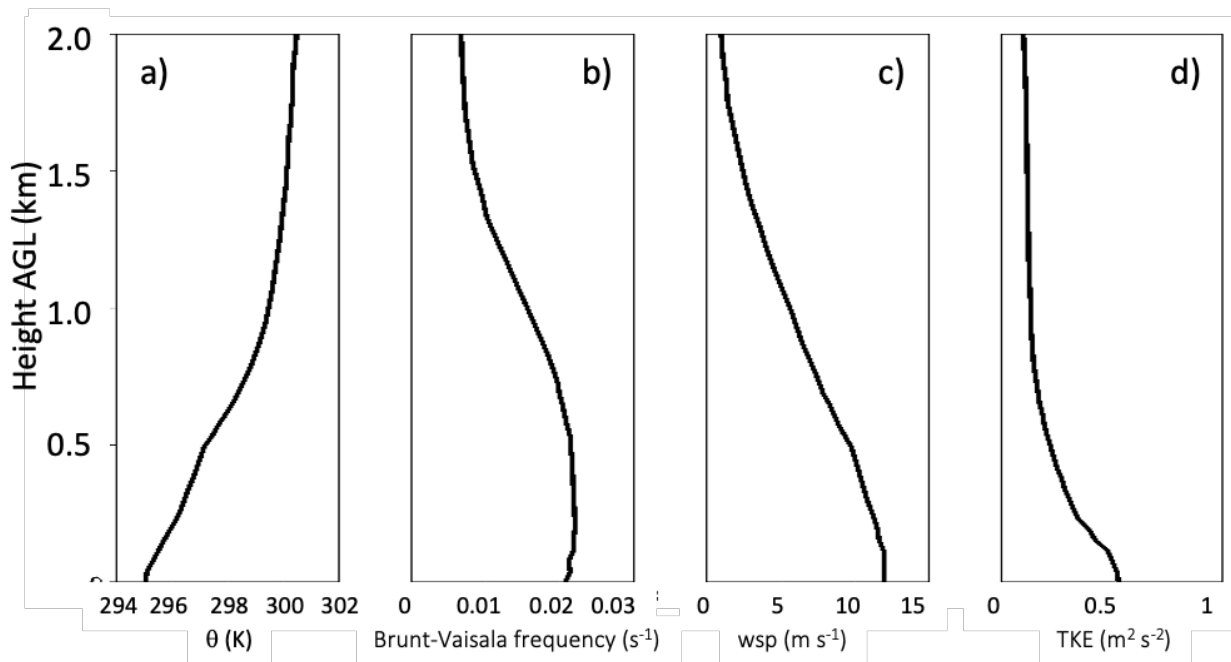 2.0
a)
b)
c)
d)
1.5
Height AGL (km)
1.0
0.5
294 296 298 300 302
0 0.01 0.02 0.03
0 5 10 15
0 0.5 1
θ (K)
Brunt-Vaisala frequency (s⁻¹)
wsp (m s⁻¹)
TKE (m² s⁻²)